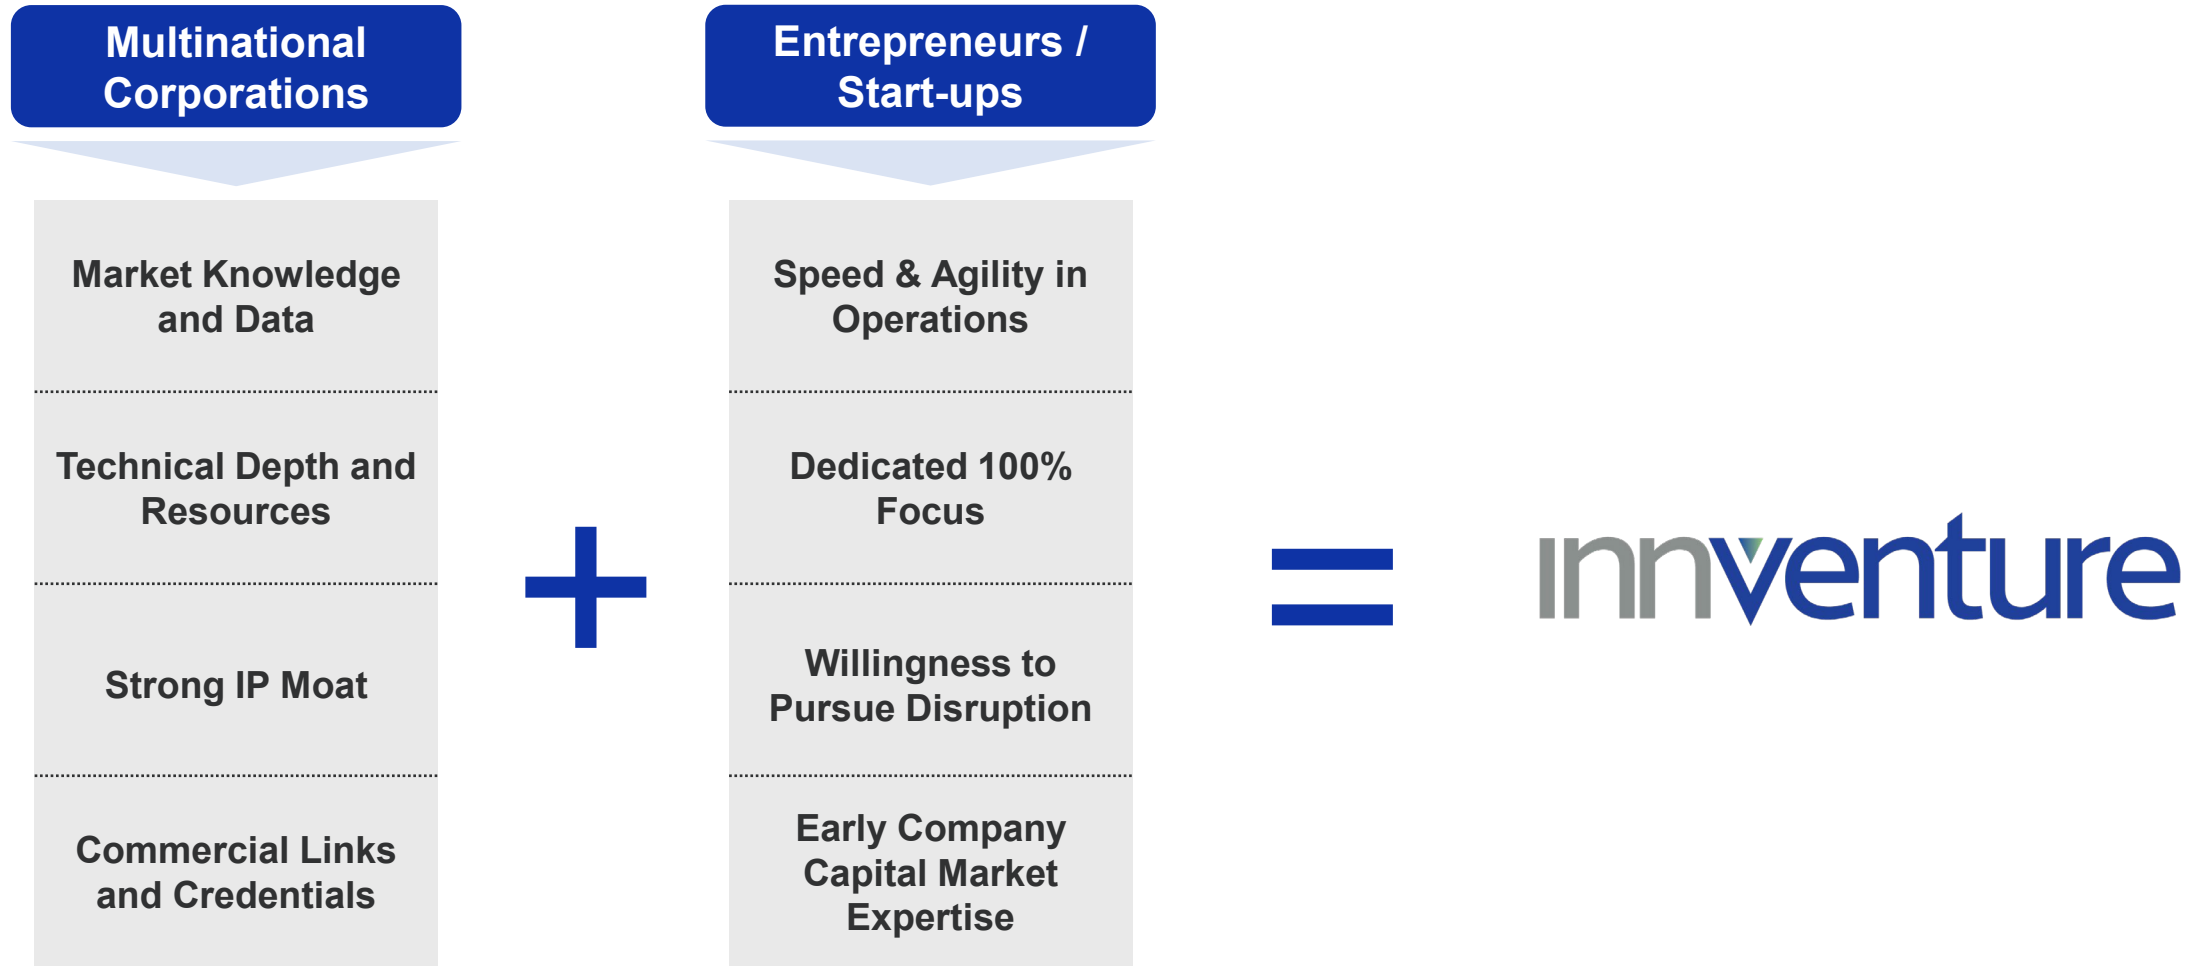 Multinational
Corporations
Market Knowledge
and Data
Technical Depth and
Resources
Strong IP Moat
Commercial Links
and Credentials
+
Entrepreneurs /
Start-ups
Speed & Agility in
Operations
Dedicated 100%
Focus
Willingness to
Pursue Disruption
Early Company
Capital Market
Expertise
=
innventure